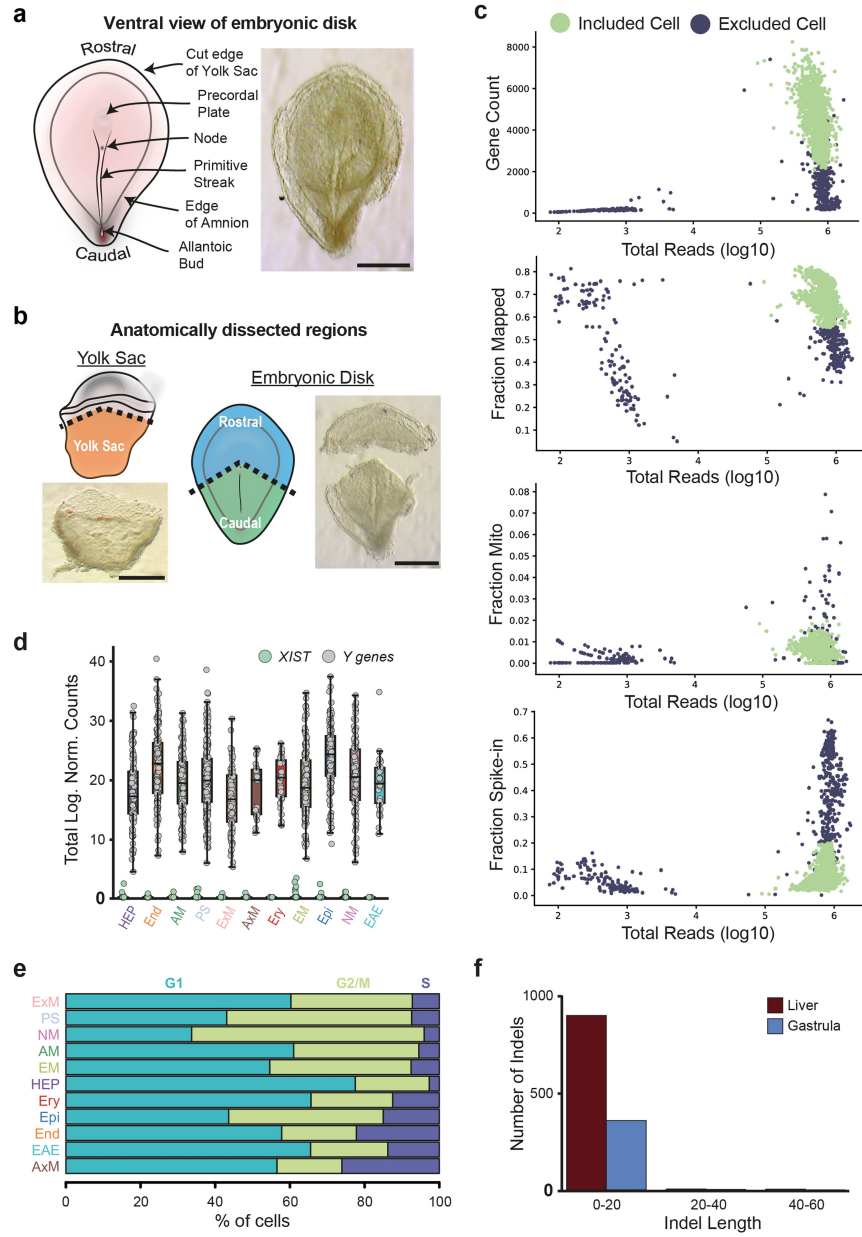 a
Ventral view of embryonic disk
Rostral
Cut edge
of Yolk Sac
Precordal
Plate
Node
Primitive
Streak
Edge
of Amnion
Allantoic
Bud
Caudal
b
Anatomically dissected regions
Yolk Sac
Embryonic Disk
Yolk Sac
Rostral
Caudal
c
Included Cell
Excluded Cell
Gene Count
8000
6000
4000
2000
0
2 3 4 5 6
Total Reads (log10)
Fraction Mapped
0.8
0.7
0.6
0.5
0.4
0.3
0.2
0.1
2 3 4 5 6
Total Reads (log10)
Fraction Mito
0.08
0.07
0.06
0.05
0.04
0.03
0.02
0.01
0.00
2 3 4 5 6
Total Reads (log10)
Fraction Spike-in
0.7
0.6
0.5
0.4
0.3
0.2
0.1
0.0
2 3 4 5 6
Total Reads (log10)
d
XIST
Y genes
Total Log. Norm. Counts
40
30
20
10
0
HEP End AM PS ExM AxM Ery EM Epi NM EAE
e
G1 G2/M S
ExM
PS
NM
AM
EM
HEP
Ery
Epi
End
EAE
AxM
0 20 40 60 80 100
% of cells
f
Liver
Gastrula
Number of Indels
1000
500
0
0-20 20-40 40-60
Indel Length